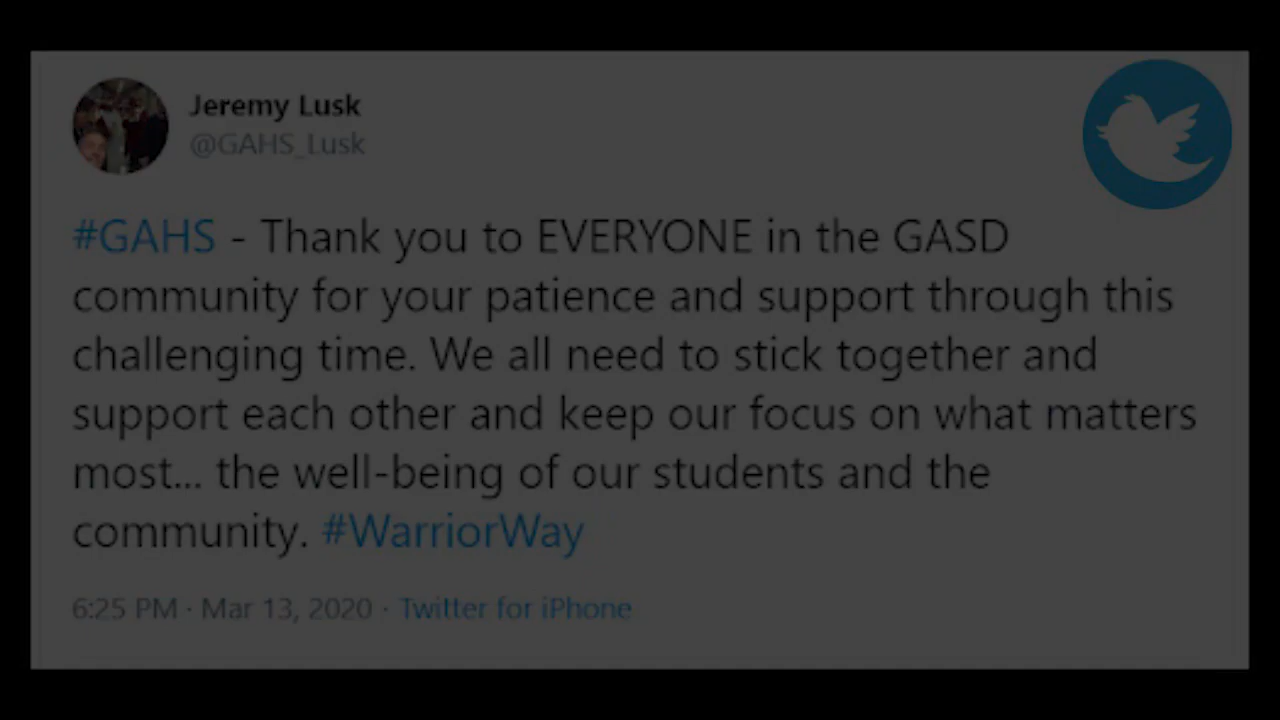 Jeremy Lusk
@GAHS_Lusk
#GAHS - Thank you to EVERYONE in the GASD
community for your patience and support through this
challenging time. We all need to stick together and
support each other and keep our focus on what matters
most... the well-being of our students and the
community. #WarriorWay
6:25 PM · Mar 13, 2020 · Twitter for iPhone